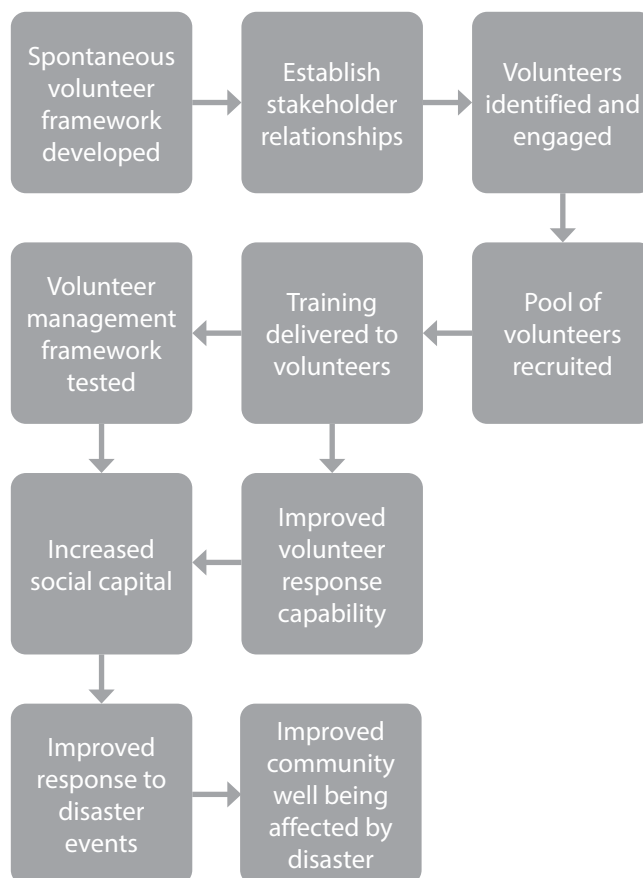 Spontaneous
volunteer
framework
developed
Establish
stakeholder
relationships
Volunteers
identified and
engaged
Pool of
volunteers
recruited
Training
delivered to
volunteers
Volunteer
management
framework
tested
Improved
volunteer
response
capability
Increased
social capital
Improved
response to
disaster
events
Improved
community
well being
affected by
disaster